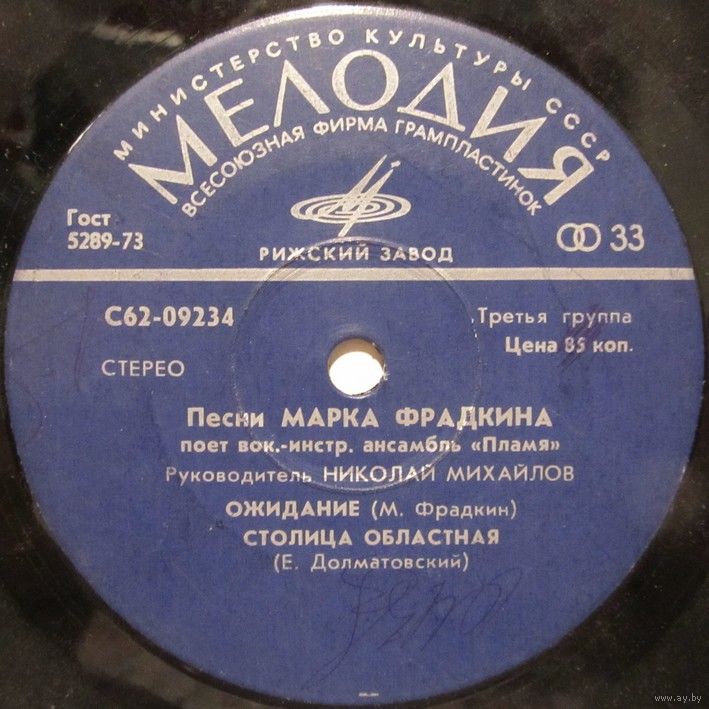 МИНИСТЕРСТВО КУЛЬТУРЫ СССР
МЕЛОДИЯ
ВСЕСОЮЗНАЯ ФИРМА ГРАМПЛАСТИНОК
Гост
5289-73
33
РИЖСКИЙ ЗАВОД
С62-09234
Третья группа
Цена 85 коп.
СТЕРЕО
Песни МАРКА ФРАДКИНА
поет вок.-инстр. ансамбль «Пламя»
Руководитель НИКОЛАЙ МИХАЙЛОВ
ОЖИДАНИЕ (М. Фрадкин)
СТОЛИЦА ОБЛАСТНАЯ
(Е. Долматовский)
www.ay.by